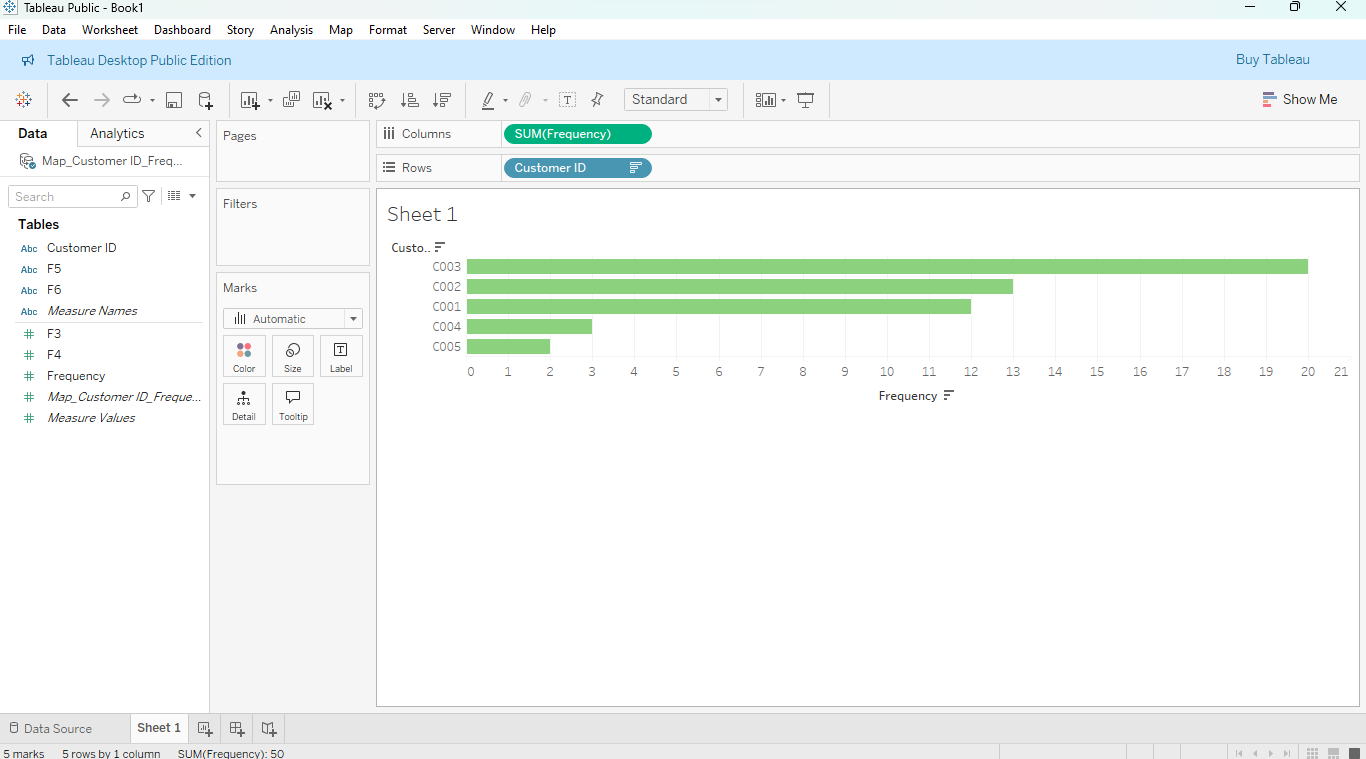 Tableau Public - Book1
File Data Worksheet Dashboard Story Analysis Map Format Server Window Help
Tableau Desktop Public Edition Buy Tableau
Standard Show Me
Data Analytics
Map_Customer ID_Freq...
Search
Tables
Abc Customer ID
Abc F5
Abc F6
Abc Measure Names
# F3
# F4
# Frequency
# Map_Customer ID_Freque...
# Measure Values
Pages
Filters
Marks
Automatic
Color Size Label
Detail Tooltip
Columns SUM(Frequency)
Rows Customer ID
Sheet 1
Custo..
C003
C002
C001
C004
C005
0 1 2 3 4 5 6 7 8 9 10 11 12 13 14 15 16 17 18 19 20 21
Frequency
Data Source Sheet 1
5 marks 5 rows by 1 column SUM(Frequency): 50